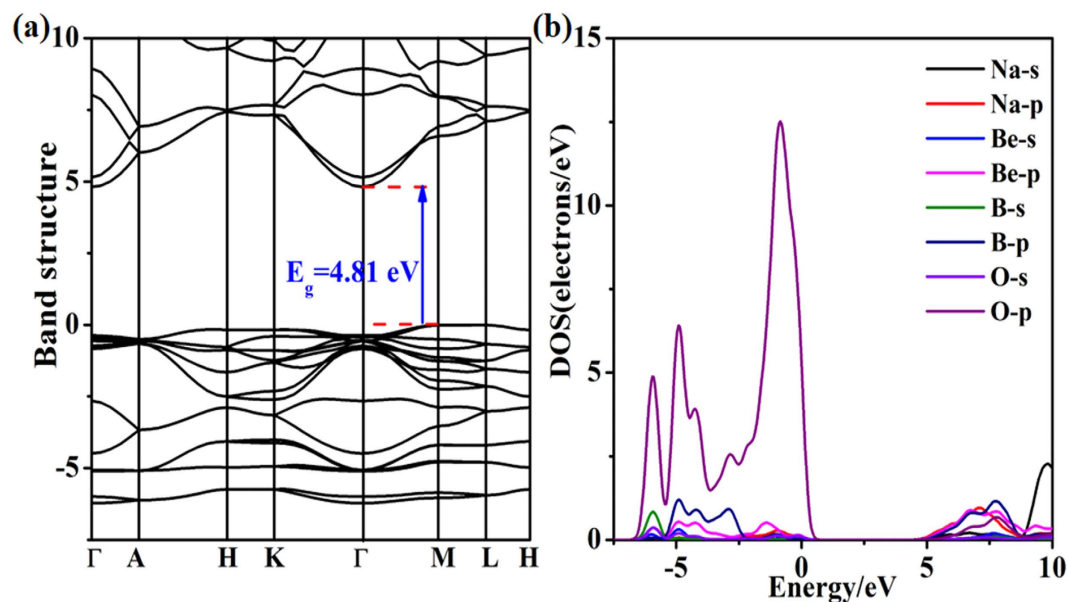 (a)
10
5
0
-5
Band structure
E_g=4.81 eV
Γ A H K Γ M L H
(b)
15
10
5
0
DOS(electrons/eV)
Na-s
Na-p
Be-s
Be-p
B-s
B-p
O-s
O-p
-5 0 5 10
Energy/eV